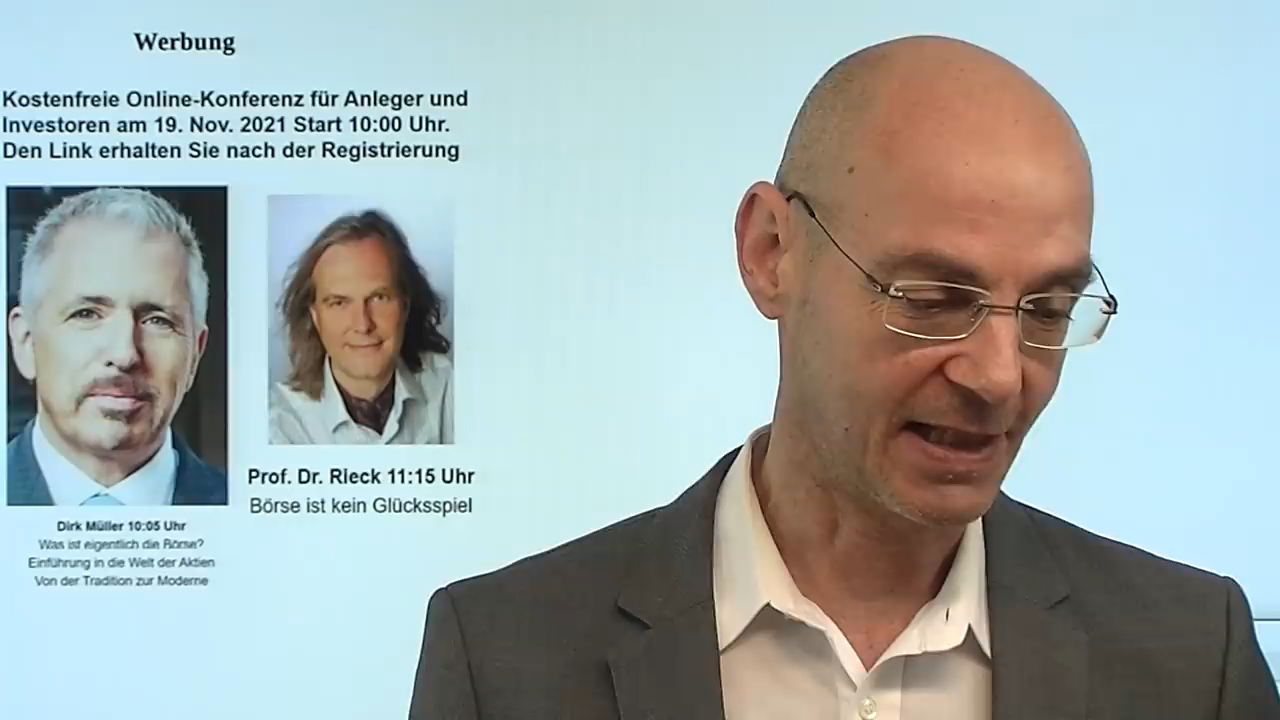 Werbung
Kostenfreie Online-Konferenz für Anleger und
Investoren am 19. Nov. 2021 Start 10:00 Uhr.
Den Link erhalten Sie nach der Registrierung
Dirk Müller 10:05 Uhr
Was ist eigentlich die Börse?
Einführung in die Welt der Aktien
Von der Tradition zur Moderne
Prof. Dr. Rieck 11:15 Uhr
Börse ist kein Glücksspiel